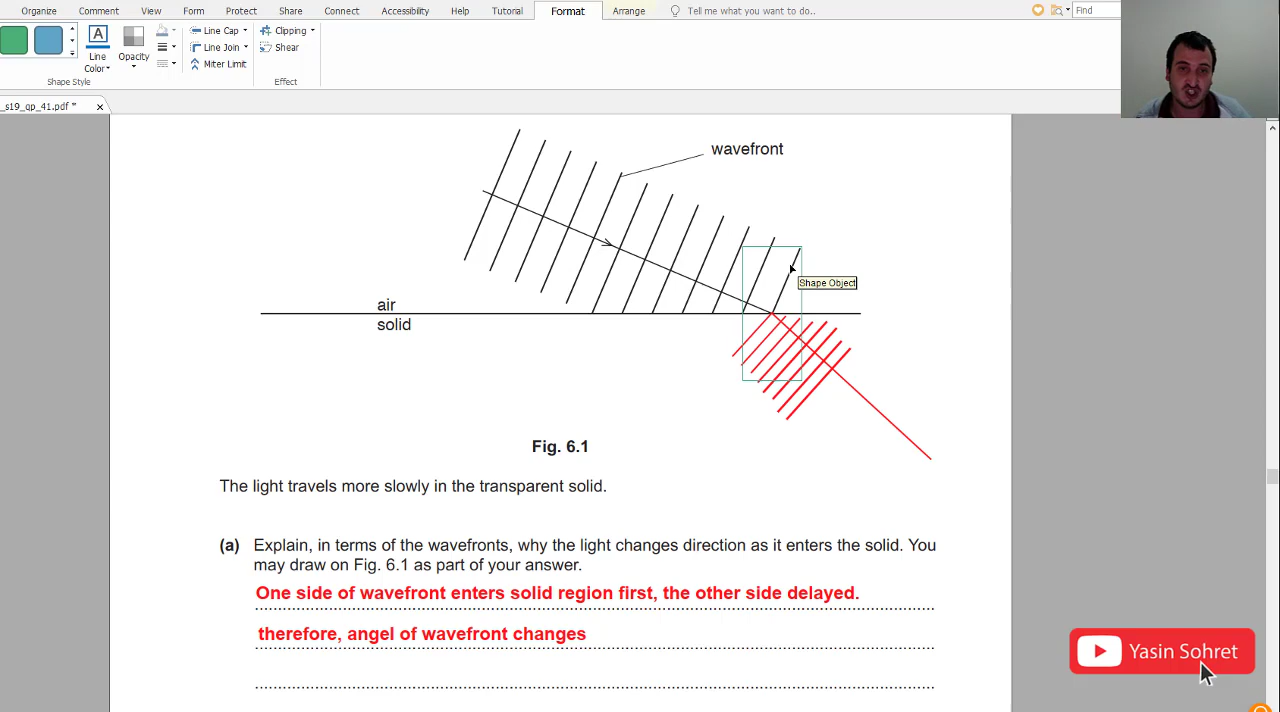 Organize Comment View Form Protect Share Connect Accessibility Help Tutorial Format Arrange Tell me what you want to do.. Find
Line Color Opacity Line Cap Line Join Miter Limit Clipping Shear
Shape Style Effect
_s19_qp_41.pdf *
wavefront
Shape Object
air
solid
Fig. 6.1
The light travels more slowly in the transparent solid.
(a) Explain, in terms of the wavefronts, why the light changes direction as it enters the solid. You
may draw on Fig. 6.1 as part of your answer.
One side of wavefront enters solid region first, the other side delayed.
therefore, angel of wavefront changes
Yasin Sohret